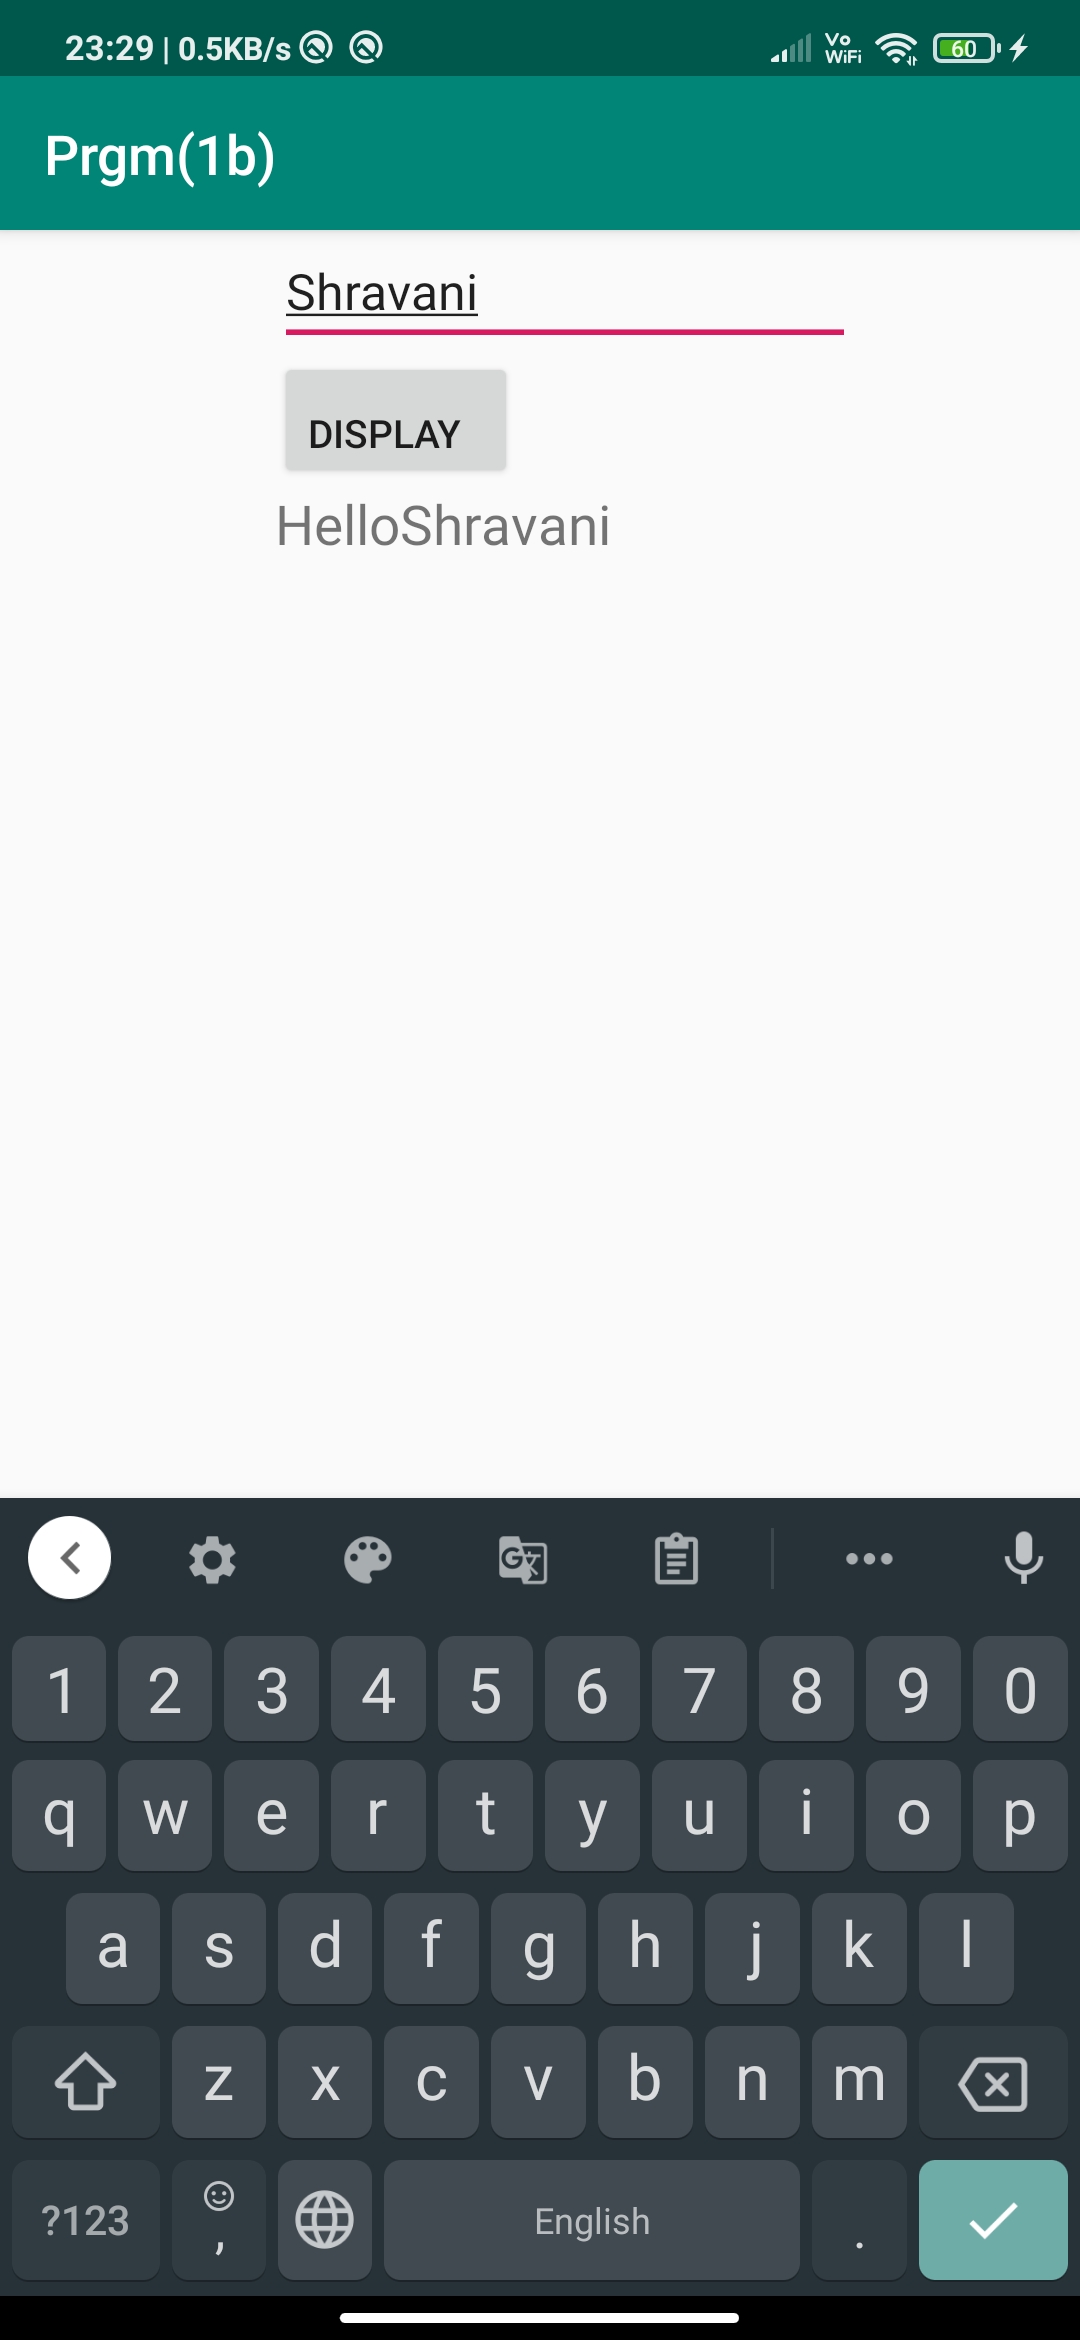 23:29 | 0.5KB/s Vo WiFi 60
Prgm(1b)
Shravani
DISPLAY
HelloShravani
G 文
1 2 3 4 5 6 7 8 9 0
q w e r t y u i o p
a s d f g h j k l
z x c v b n m
?123 , English .